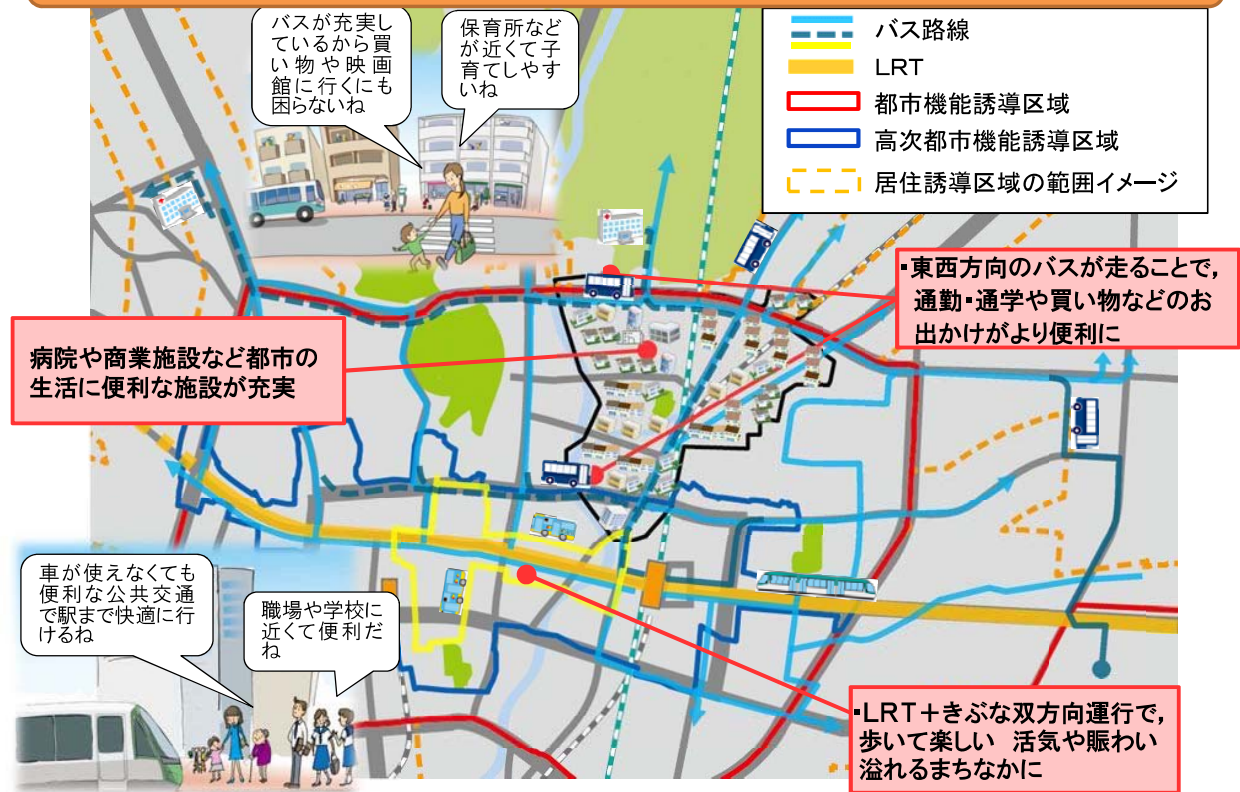 バスが充実し
ているから買
い物や映画
館に行くにも
困らないね
保育所など
が近くて子
育てしやす
いね
バス路線
LRT
都市機能誘導区域
高次都市機能誘導区域
居住誘導区域の範囲イメージ
・東西方向のバスが走ることで,
通勤・通学や買い物などのお
出かけがより便利に
病院や商業施設など都市の
生活に便利な施設が充実
車が使えなくても
便利な公共交通
で駅まで快適に行
けるね
職場や学校に
近くて便利だ
ね
・LRT+きぶな双方向運行で,
歩いて楽しい 活気や賑わい
溢れるまちなかに